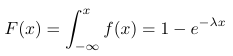 F(x) = \int_{-\infty}^{x} f(x) = 1 - e^{-\lambda x}